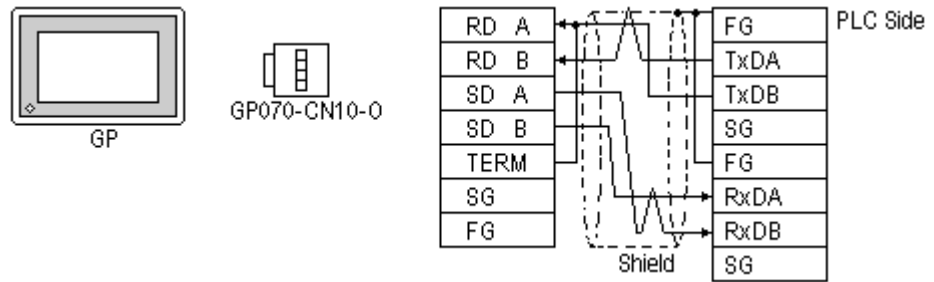 GP
GP070-CN10-0
RD A
RD B
SD A
SD B
TERM
SG
FG
Shield
FG
TxDA
TxDB
SG
FG
RxDA
RxDB
SG
PLC Side